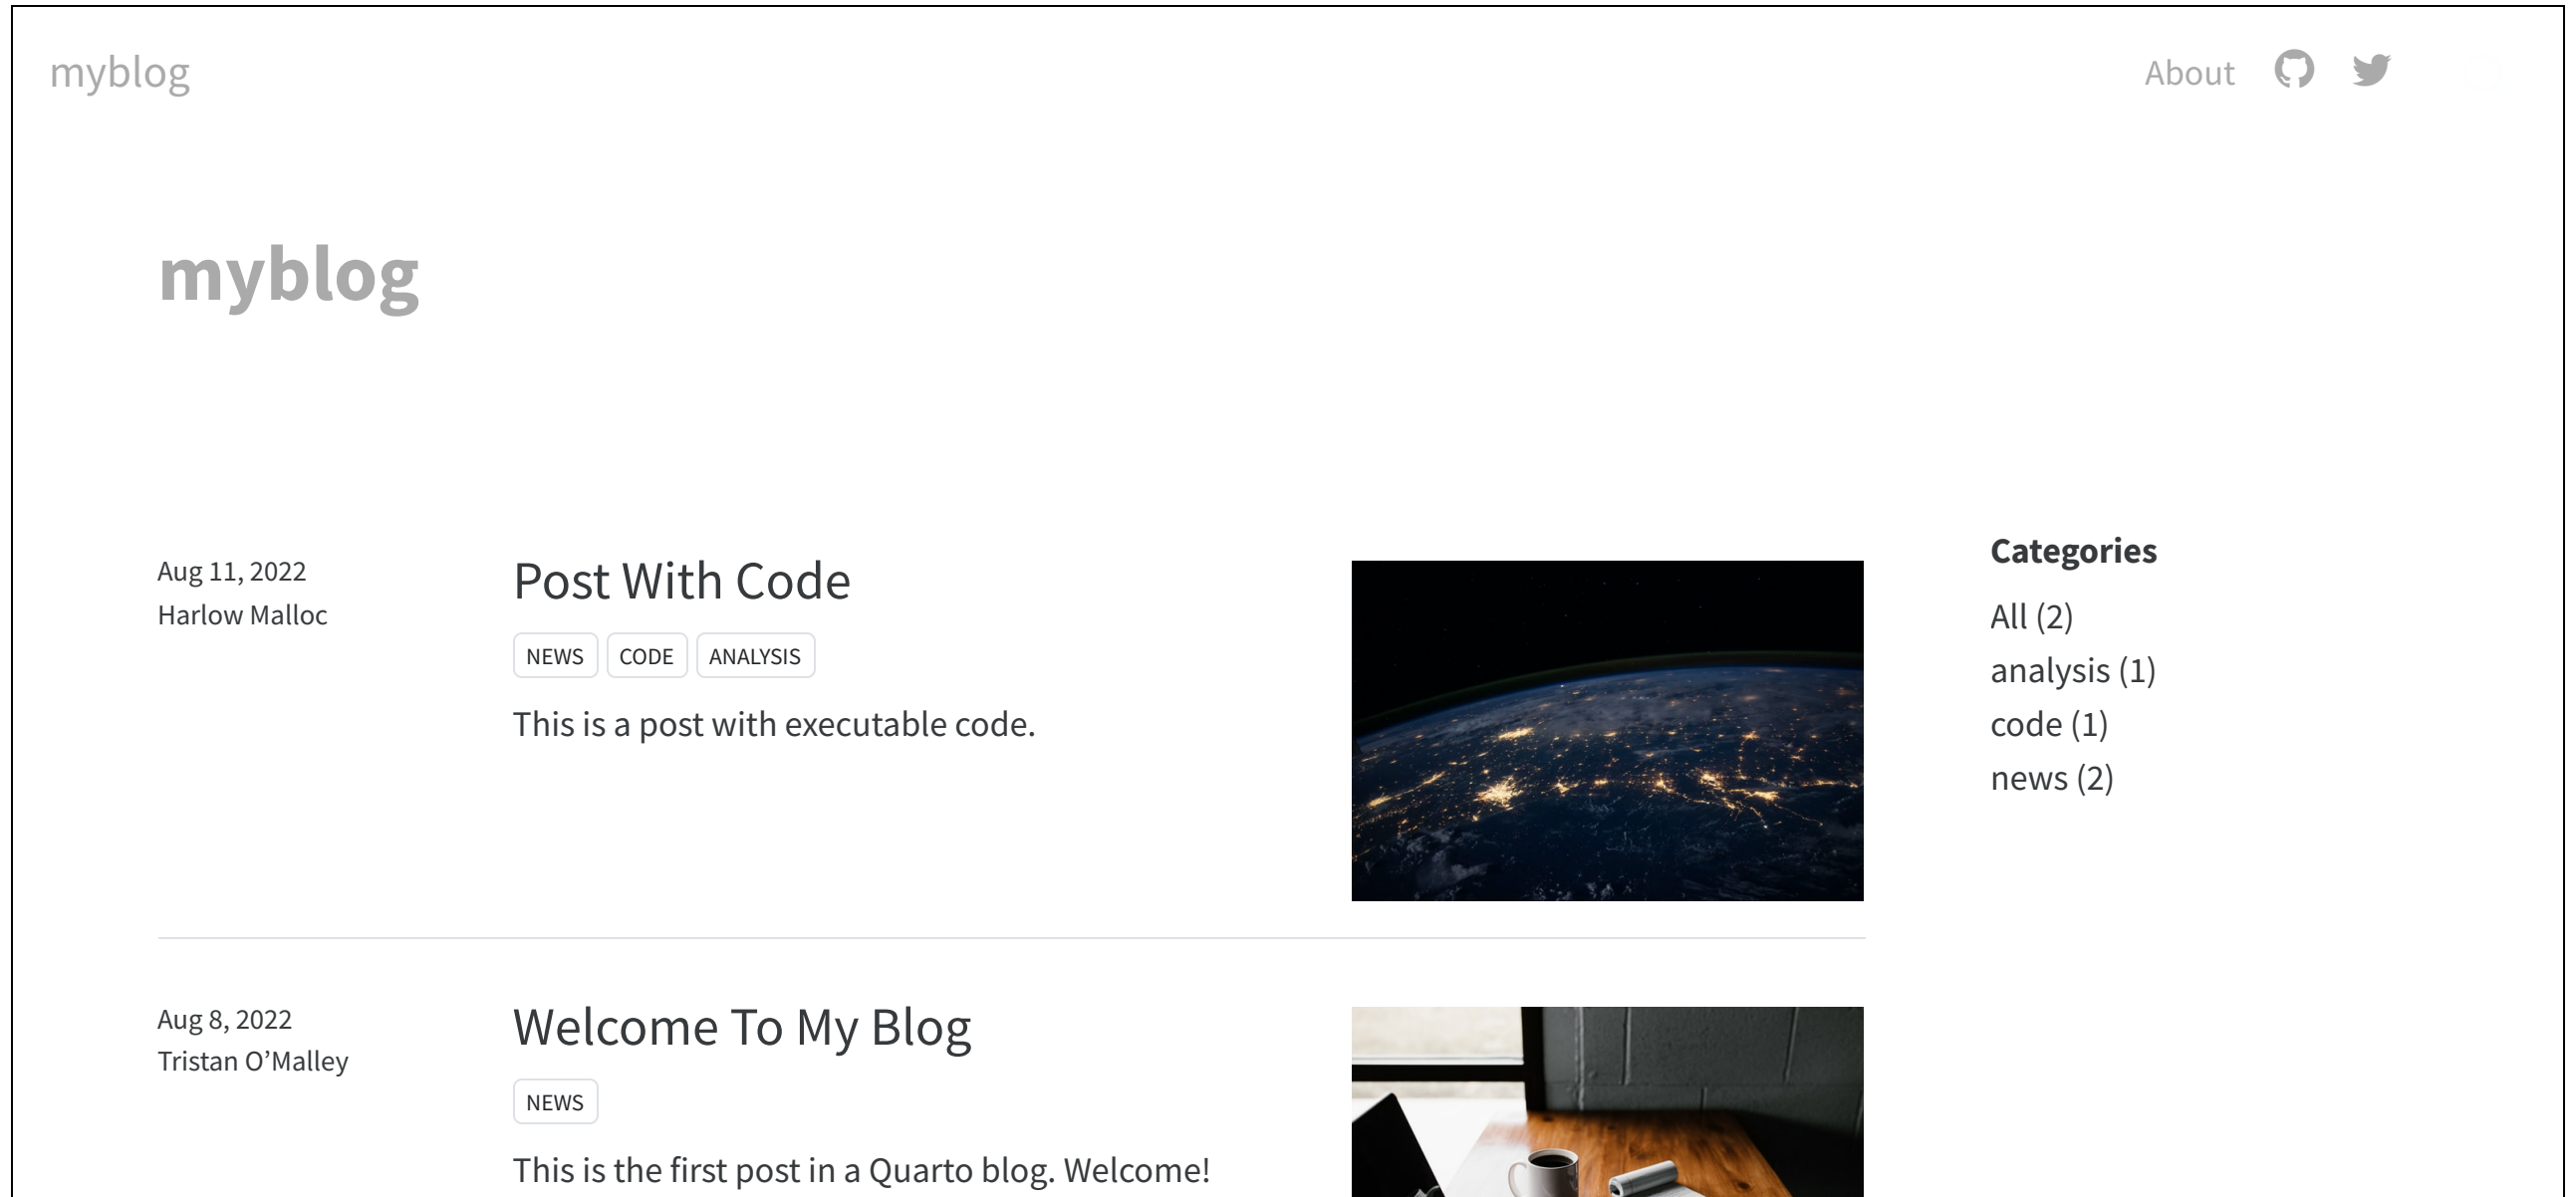 myblog
About
myblog
Aug 11, 2022
Harlow Malloc
Post With Code
NEWS CODE ANALYSIS
This is a post with executable code.
Categories
All (2)
analysis (1)
code (1)
news (2)
Aug 8, 2022
Tristan O’Malley
Welcome To My Blog
NEWS
This is the first post in a Quarto blog. Welcome!